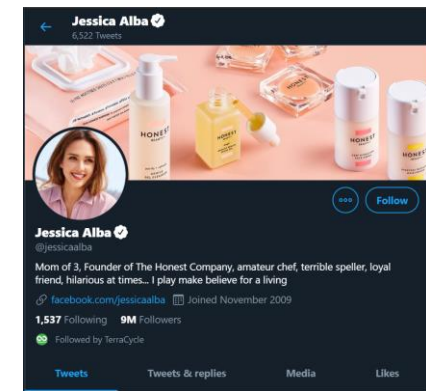 Jessica Alba
6,522 Tweets
HONEST
HONEST
HONEST
HONEST
Follow
Jessica Alba
@jessicaalba
Mom of 3, Founder of The Honest Company, amateur chef, terrible speller, loyal
friend, hilarious at times... I play make believe for a living
facebook.com/jessicaalba Joined November 2009
1,537 Following 9M Followers
Followed by TerraCycle
Tweets Tweets & replies Media Likes